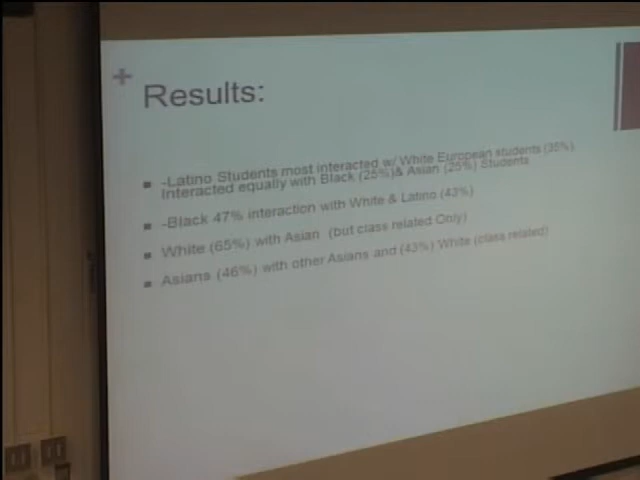 +
Results:
-Latino Students most interacted w/ White European students (35%)
Interacted equally with Black (25%)& Asian (25%) Students
-Black 47% interaction with White & Latino (43%)
White (65%) with Asian (but class related Only)
Asians (46%) with other Asians and (43%) White (class related)